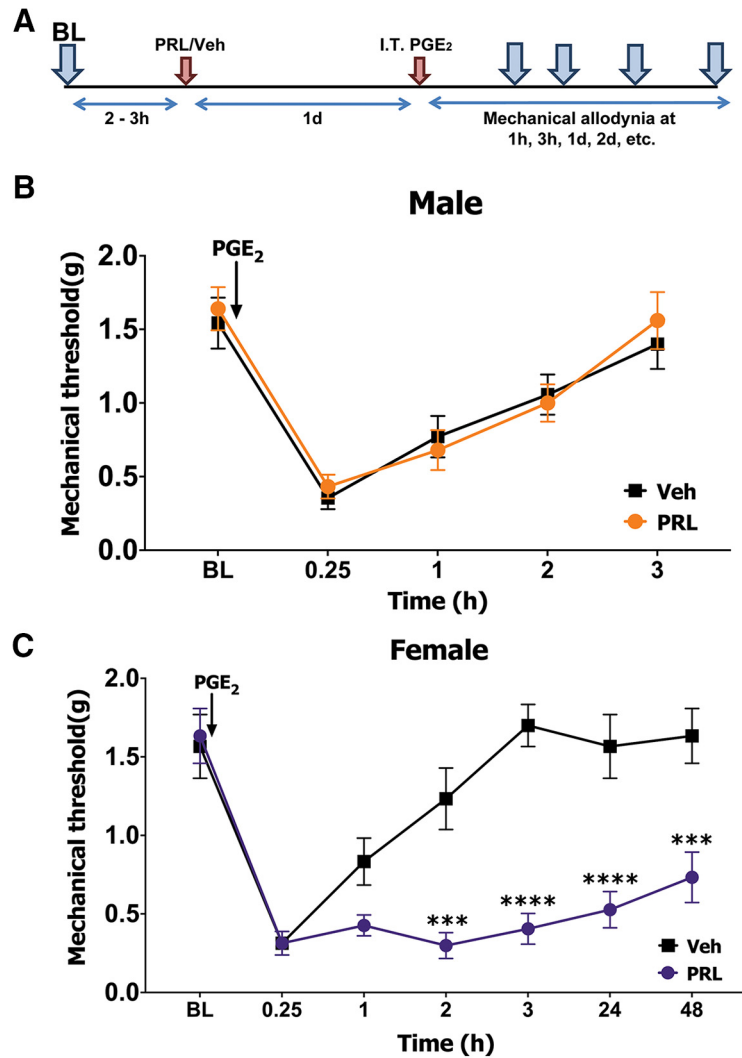 A
BL
PRL/Veh
I.T. PGE₂
2 - 3h
1d
Mechanical allodynia at
1h, 3h, 1d, 2d, etc.
B
Male
Mechanical threshold(g)
2.0
1.5
1.0
0.5
0.0
PGE₂
Veh
PRL
BL
0.25
1
2
3
Time (h)
C
Female
Mechanical threshold(g)
2.0
1.5
1.0
0.5
0.0
PGE₂
***
****
****
***
Veh
PRL
BL
0.25
1
2
3
24
48
Time (h)